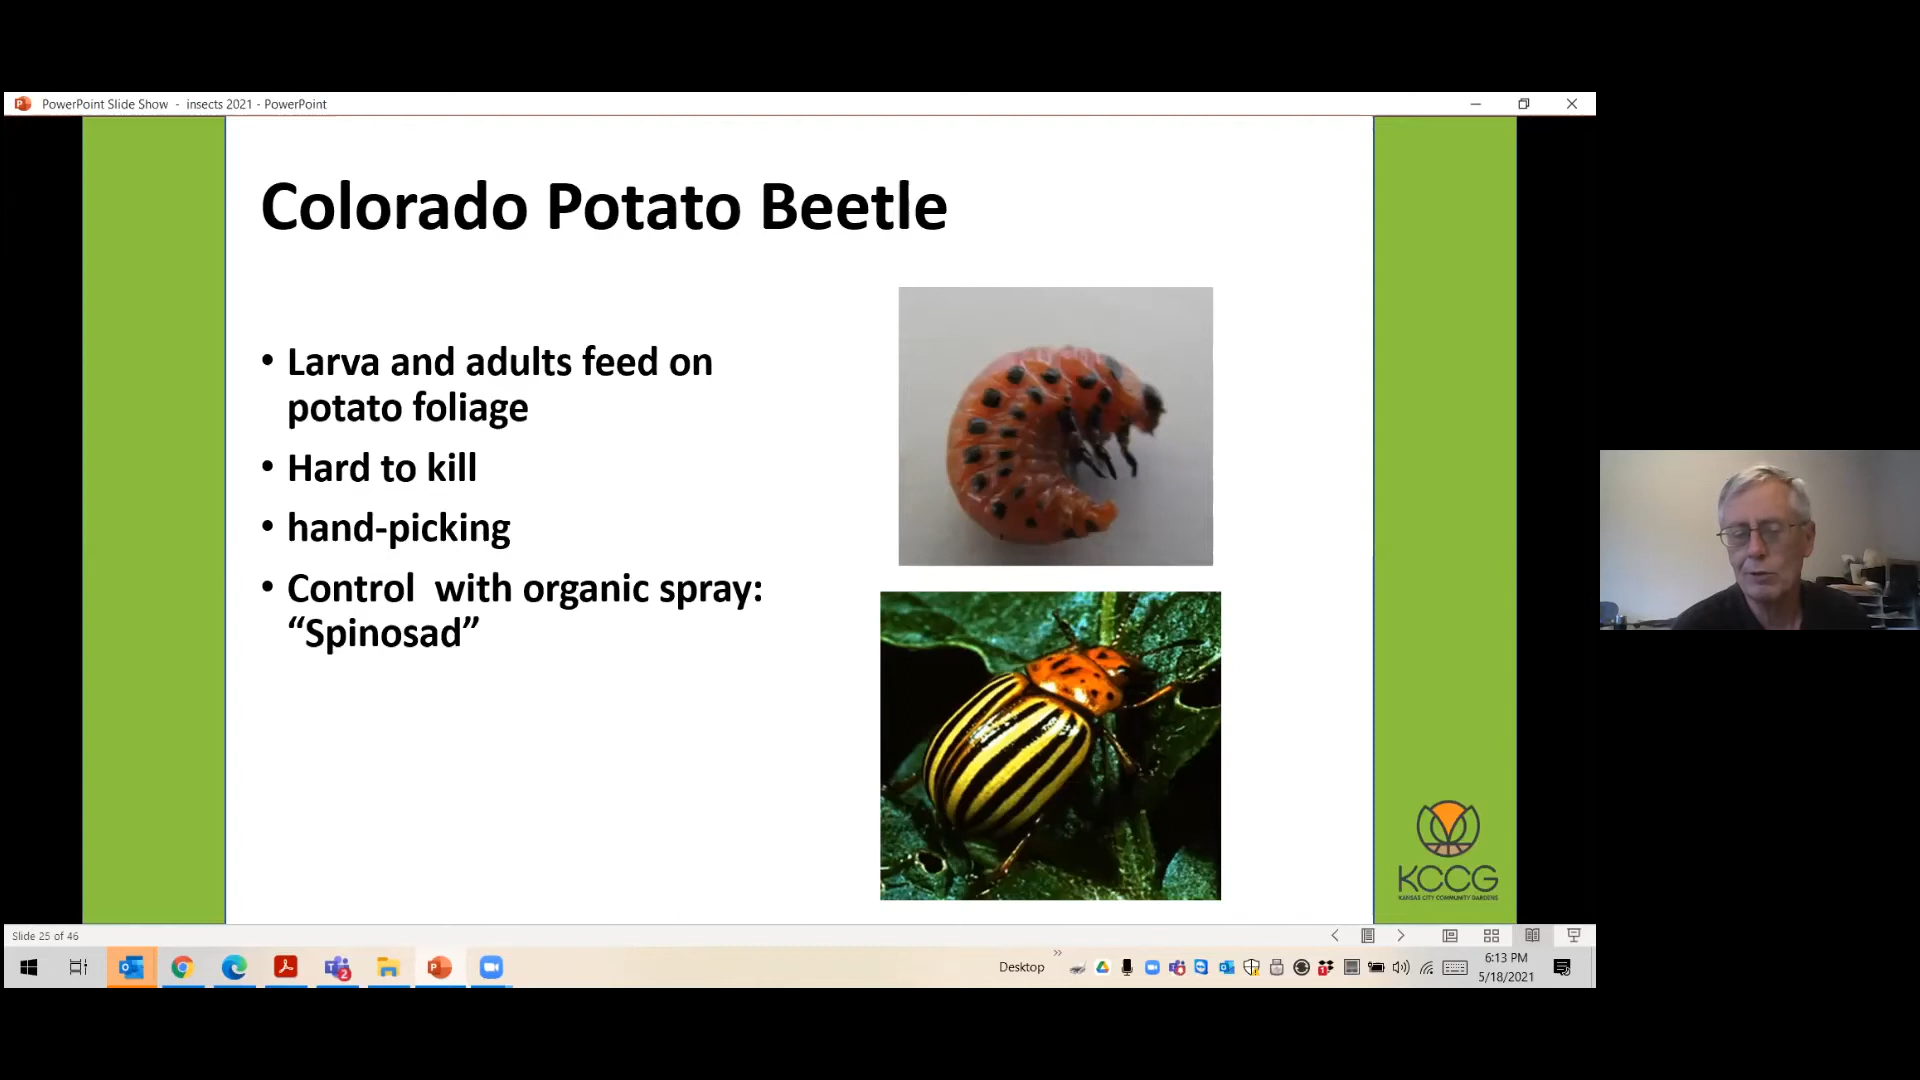 PowerPoint Slide Show - insects 2021 - PowerPoint
Colorado Potato Beetle
• Larva and adults feed on
potato foliage
• Hard to kill
• hand-picking
• Control with organic spray:
“Spinosad”
KCCG
KANSAS CITY COMMUNITY GARDENS
Slide 25 of 46
Desktop
6:13 PM
5/18/2021